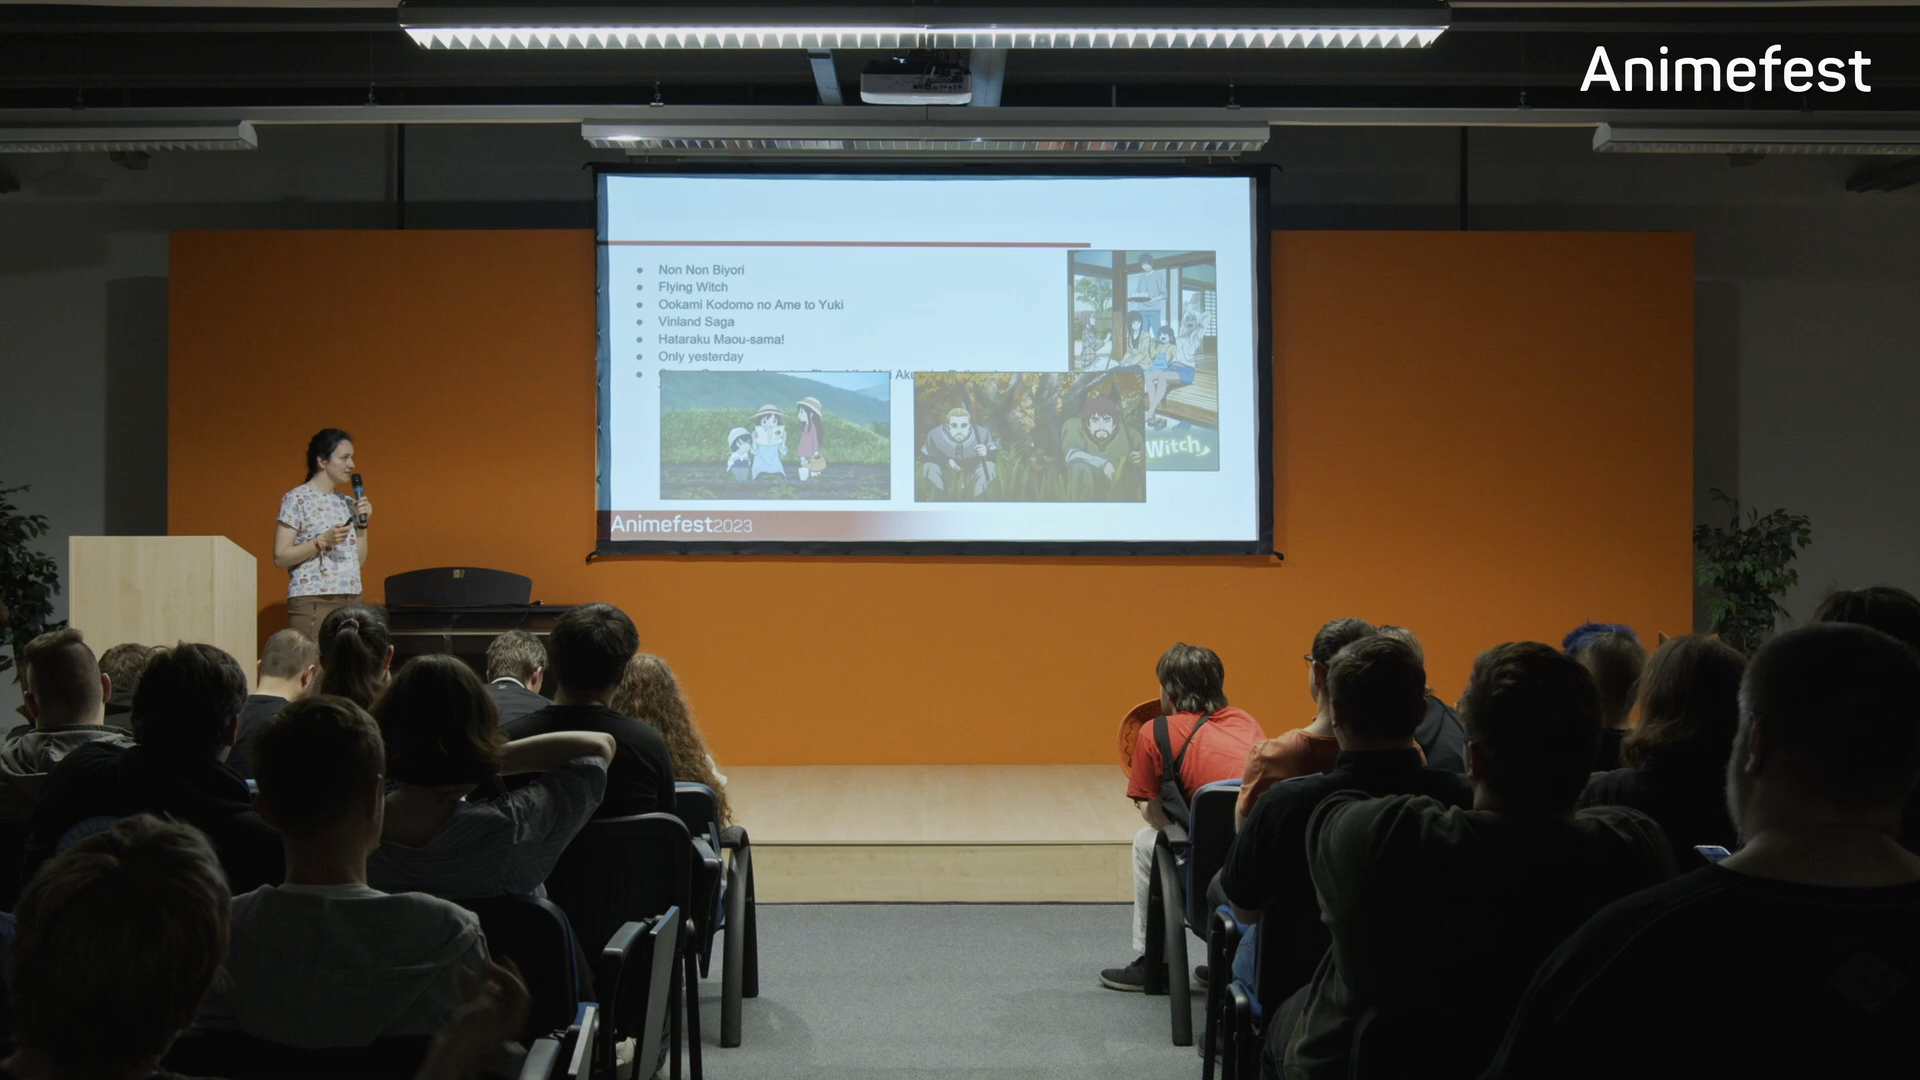 Animefest
Non Non Biyori
Flying Witch
Ookami Kodomo no Ame to Yuki
Vinland Saga
Hataraku Maou-sama!
Only yesterday
Witch
Animefest2023